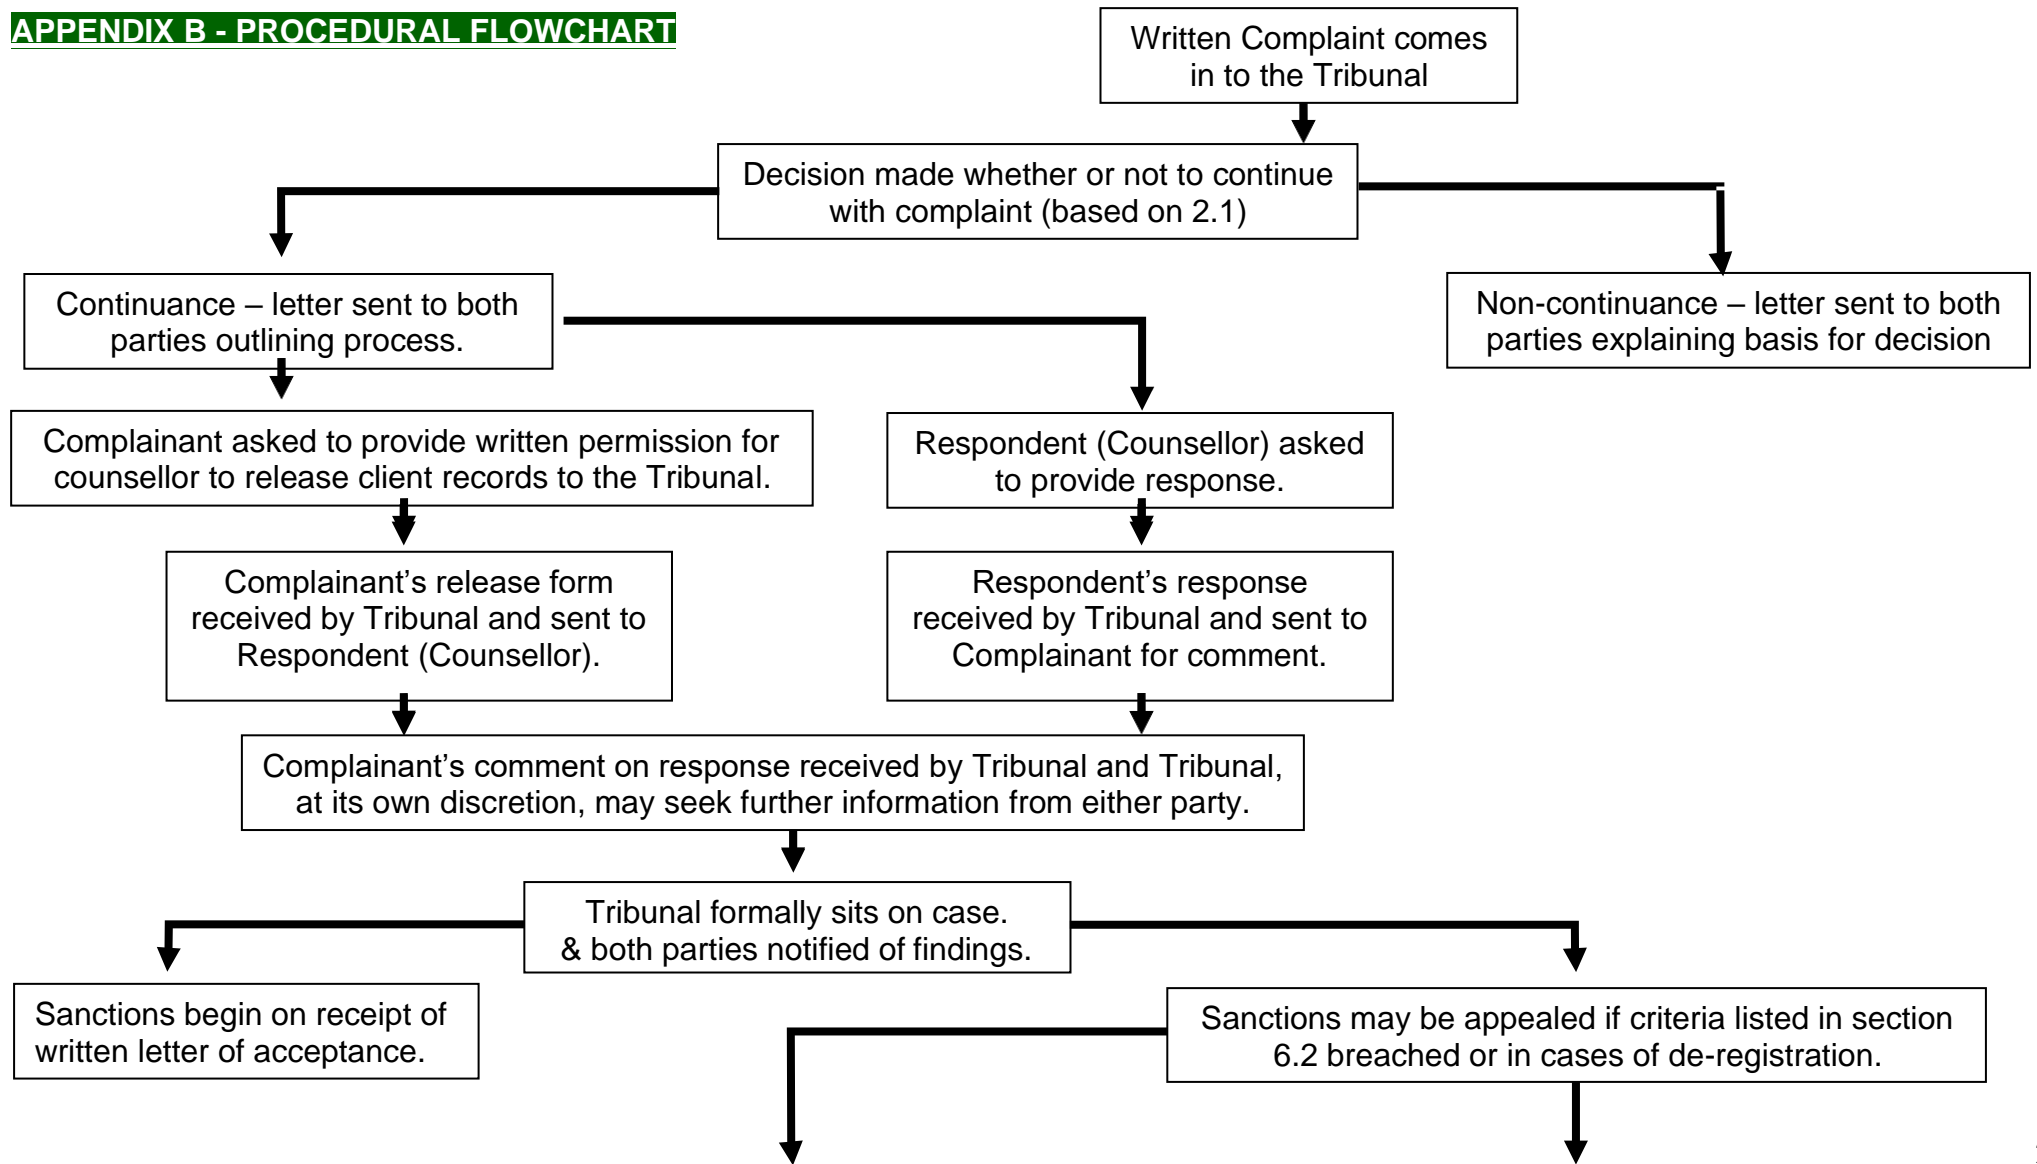 APPENDIX B - PROCEDURAL FLOWCHART
Written Complaint comes
in to the Tribunal
Decision made whether or not to continue
with complaint (based on 2.1)
Continuance – letter sent to both
parties outlining process.
Non-continuance – letter sent to both
parties explaining basis for decision
Complainant asked to provide written permission for
counsellor to release client records to the Tribunal.
Respondent (Counsellor) asked
to provide response.
Complainant’s release form
received by Tribunal and sent to
Respondent (Counsellor).
Respondent’s response
received by Tribunal and sent to
Complainant for comment.
Complainant’s comment on response received by Tribunal and Tribunal,
at its own discretion, may seek further information from either party.
Tribunal formally sits on case.
& both parties notified of findings.
Sanctions begin on receipt of
written letter of acceptance.
Sanctions may be appealed if criteria listed in section
6.2 breached or in cases of de-registration.